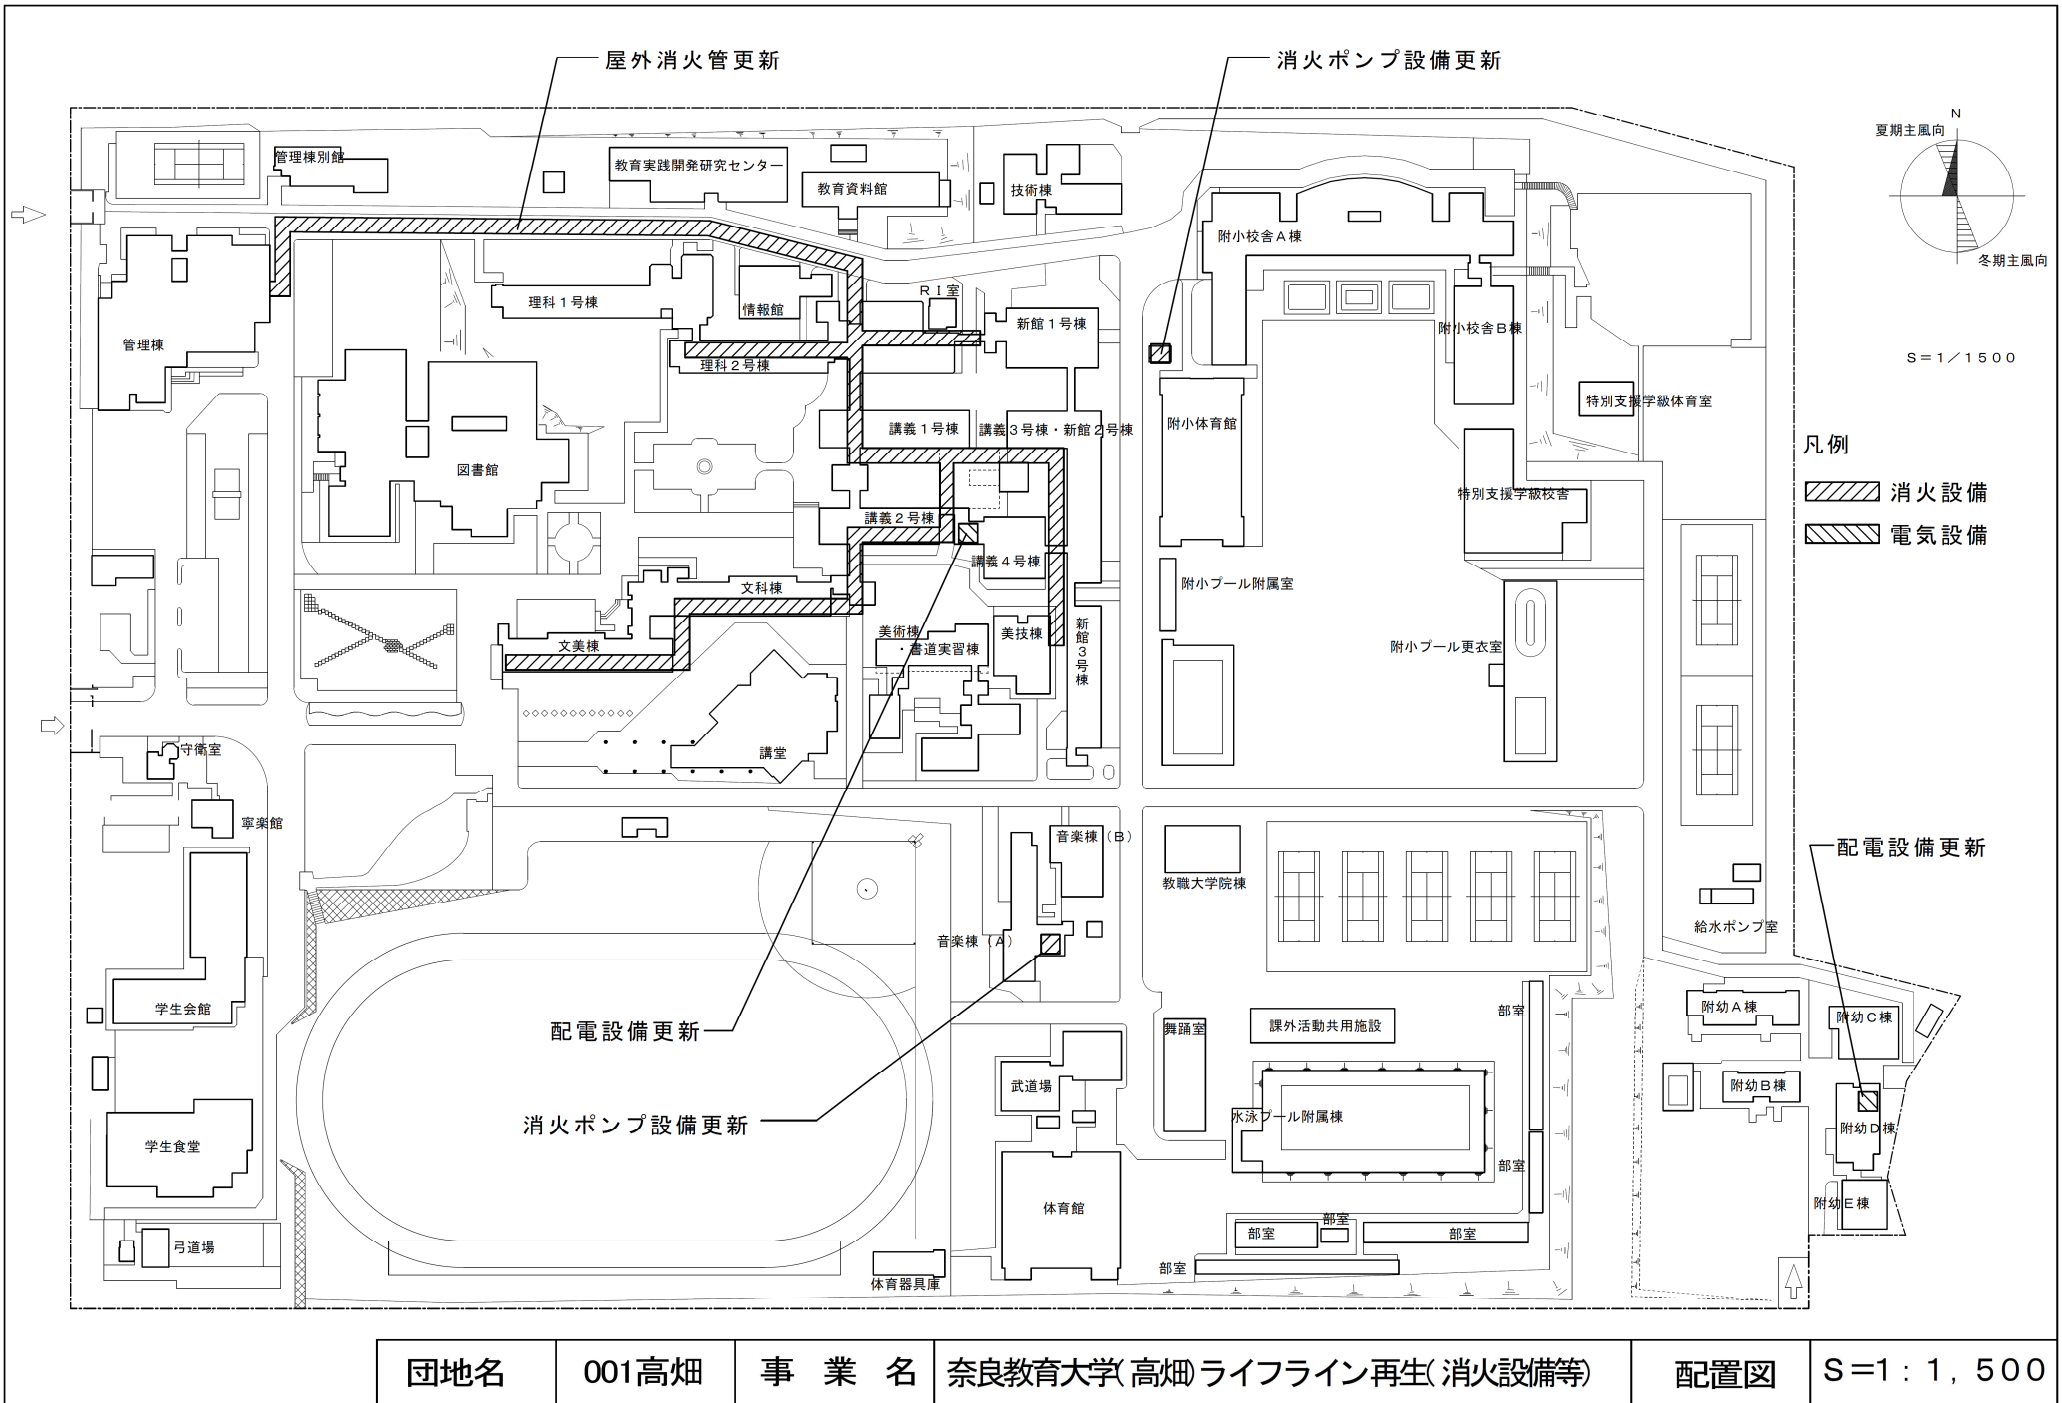 屋外消火管更新
消火ポンプ設備更新
N
夏期主風向
冬期主風向
S=1/1500
管理棟別館
教育実践開発研究センター
教育資料館
技術棟
附小校舎A棟
理科1号棟
情報館
RI室
新館1号棟
附小校舎B棟
管理棟
理科2号棟
特別支援学級体育室
附小体育館
講義1号棟
講義3号棟・新館2号棟
凡例
図書館
特別支援学級校舎
消火設備
講義2号棟
電気設備
講義4号棟
文科棟
附小プール附属室
文美棟
美術棟
・書道実習棟
美技棟
新館3号棟
附小プール更衣室
守衛室
講堂
寧楽館
音楽棟(B)
配電設備更新
教職大学院棟
給水ポンプ室
音楽棟(A)
学生会館
附幼A棟
附幼C棟
部室
配電設備更新
舞踊室
課外活動共用施設
武道場
附幼B棟
消火ポンプ設備更新
水泳プール附属棟
附幼D棟
学生食堂
部室
体育館
附幼E棟
部室
部室
部室
弓道場
部室
体育器具庫
団地名
001高畑
事業名
奈良教育大学(高畑)ライフライン再生(消火設備等)
配置図
S=1:1,500